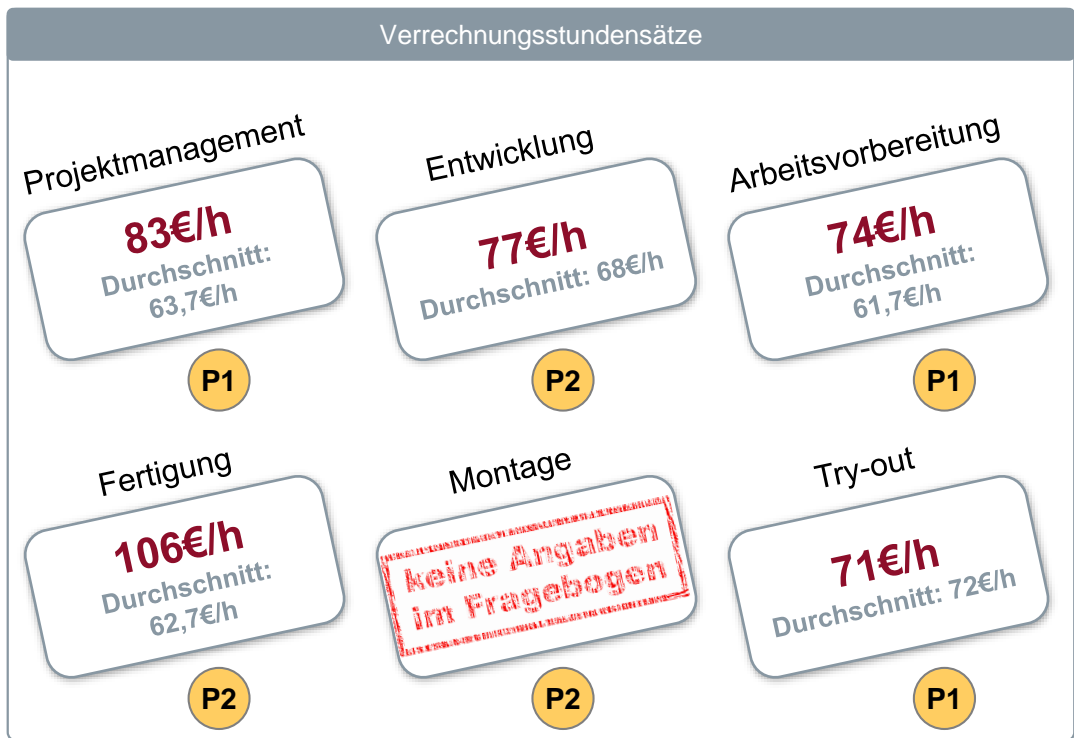 Verrechnungsstundensätze
Projektmanagement
83€/h
Durchschnitt:
63,7€/h
P1
Entwicklung
77€/h
Durchschnitt: 68€/h
P2
Arbeitsvorbereitung
74€/h
Durchschnitt:
61,7€/h
P1
Fertigung
106€/h
Durchschnitt:
62,7€/h
P2
Montage
keine Angaben
im Fragebogen
P2
Try-out
71€/h
Durchschnitt: 72€/h
P1